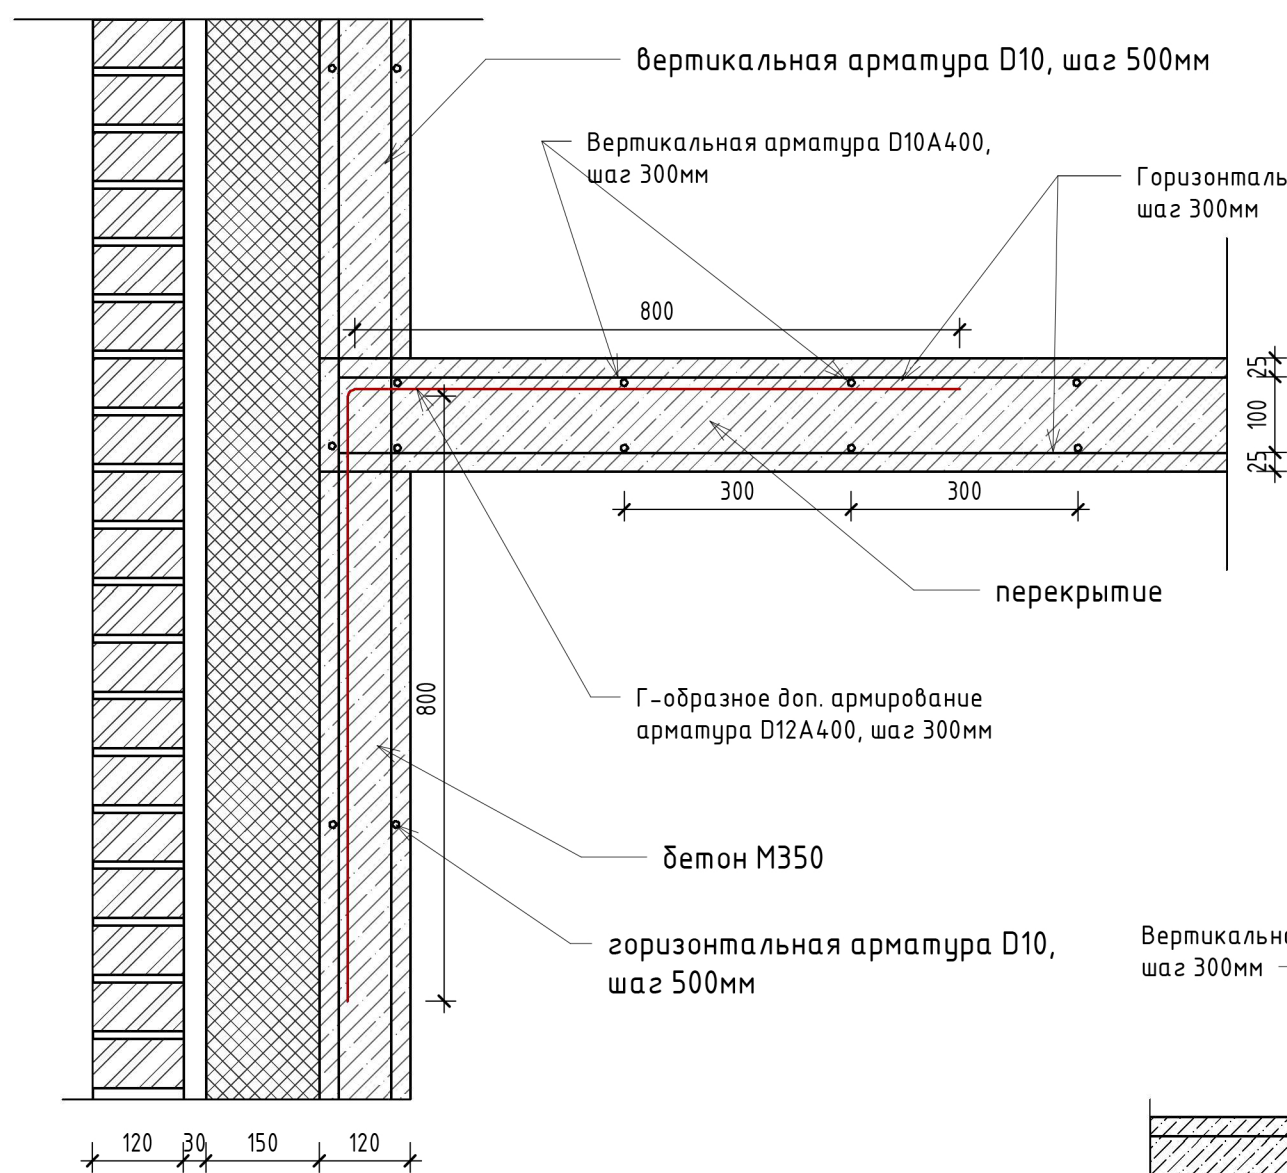 вертикальная арматура D10, шаг 500мм
Вертикальная арматура D10A400,
шаг 300мм
Горизонталь
шаг 300мм
800
25
100
25
300
300
перекрытие
800
Г-образное доп. армирование
арматура D12A400, шаг 300мм
бетон М350
горизонтальная арматура D10,
шаг 500мм
Вертикальн
шаг 300мм
120
30
150
120